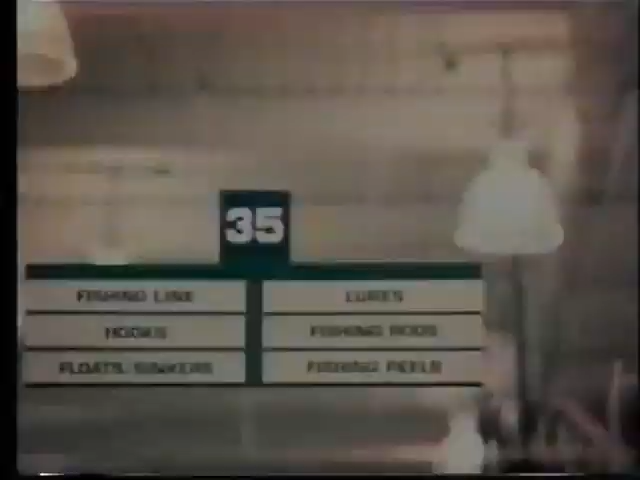 35
FISHING LINE
LURES
HOOKS
FISHING RODS
FLOATS, SINKERS
FISHING REELS